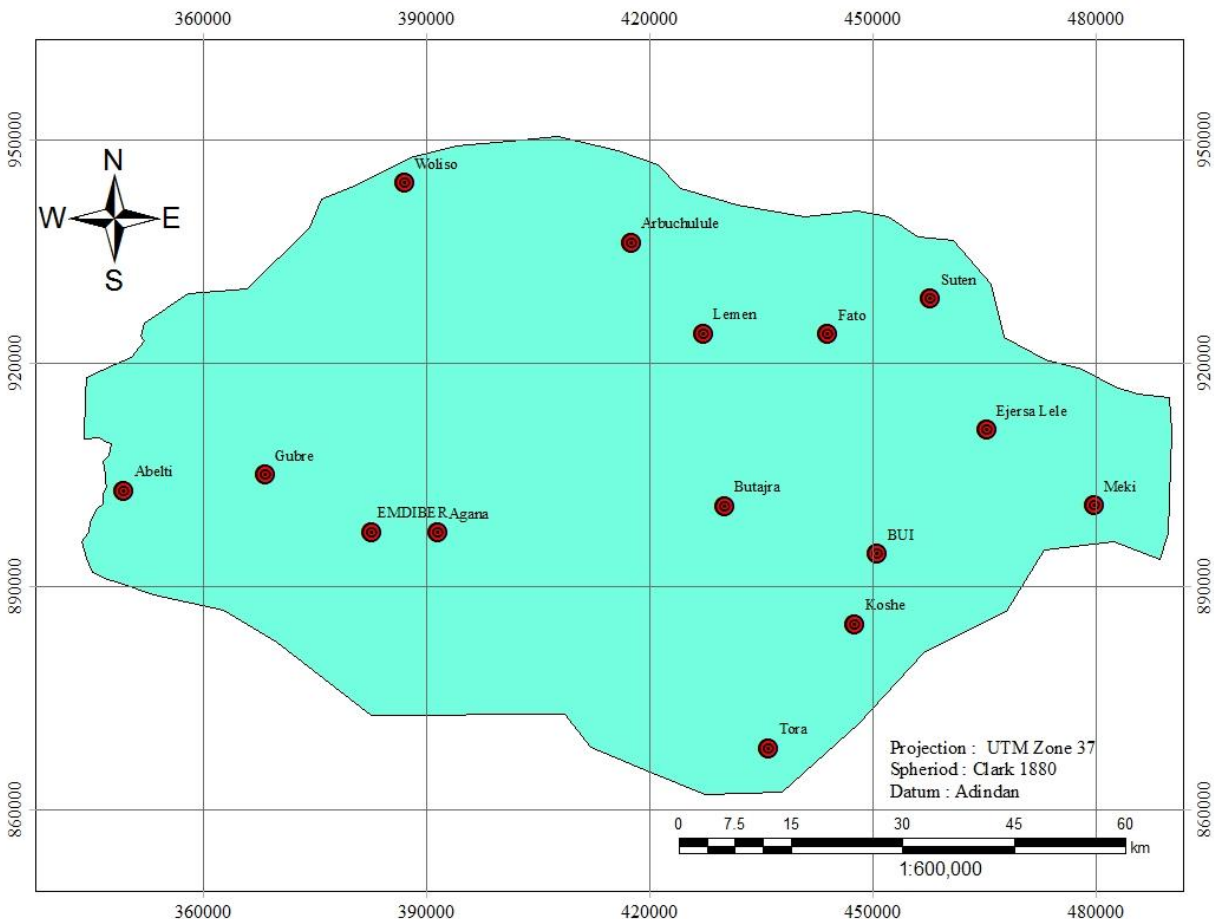 360000 390000 420000 450000 480000
950000 950000
N
W E
S
Woliso
Arbuchulule
Suten
Lemen Fato
920000 920000
Ejersa Lele
Gubre
Abelti
Butajra Meki
EMDIBER Agana
BUI
890000 890000
Koshe
Tora
Projection : UTM Zone 37
Spheriod : Clark 1880
Datum : Adindan
860000 860000
0 7.5 15 30 45 60
km
1:600,000
360000 390000 420000 450000 480000